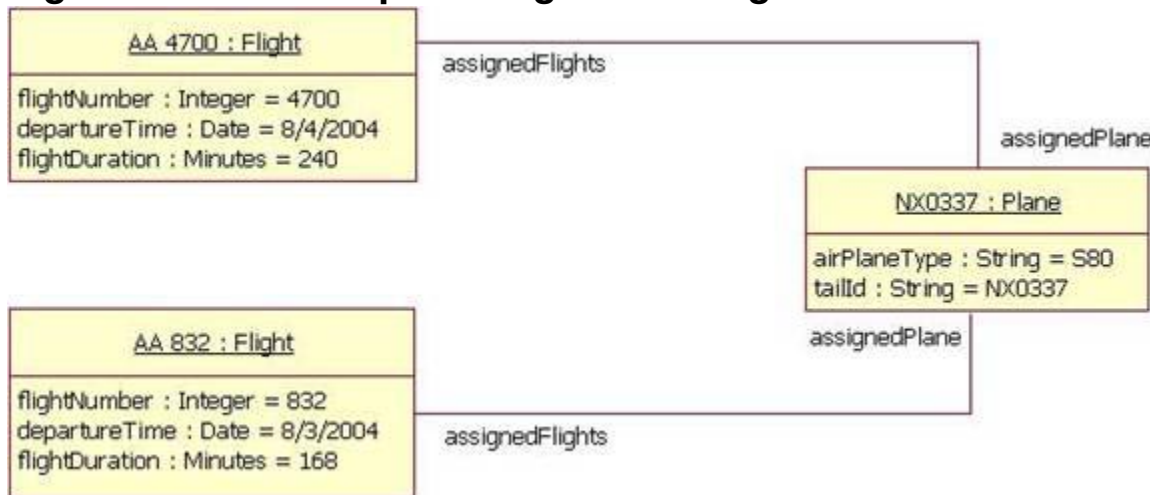 AA 4700 : Flight
flightNumber : Integer = 4700
departureTime : Date = 8/4/2004
flightDuration : Minutes = 240
assignedFlights
assignedPlane
NX0337 : Plane
airPlaneType : String = S80
tailId : String = NX0337
assignedPlane
AA 832 : Flight
flightNumber : Integer = 832
departureTime : Date = 8/3/2004
flightDuration : Minutes = 168
assignedFlights